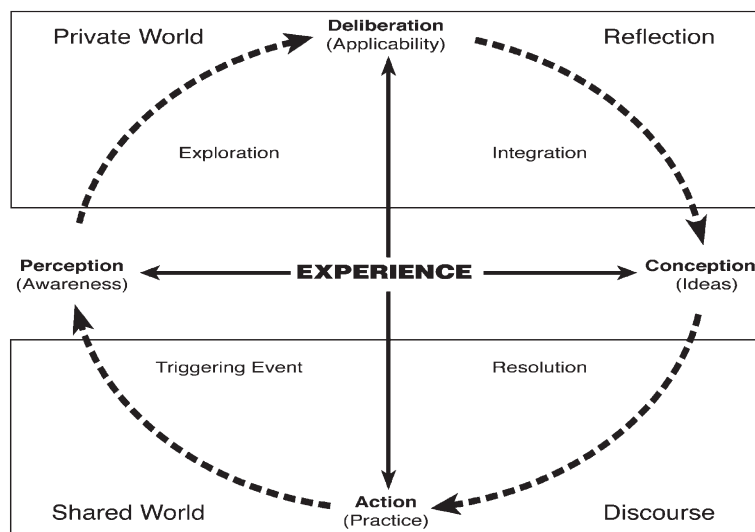 Private World
Deliberation
(Applicability)
Reflection
Exploration
Integration
Perception
(Awareness)
EXPERIENCE
Conception
(Ideas)
Triggering Event
Resolution
Shared World
Action
(Practice)
Discourse